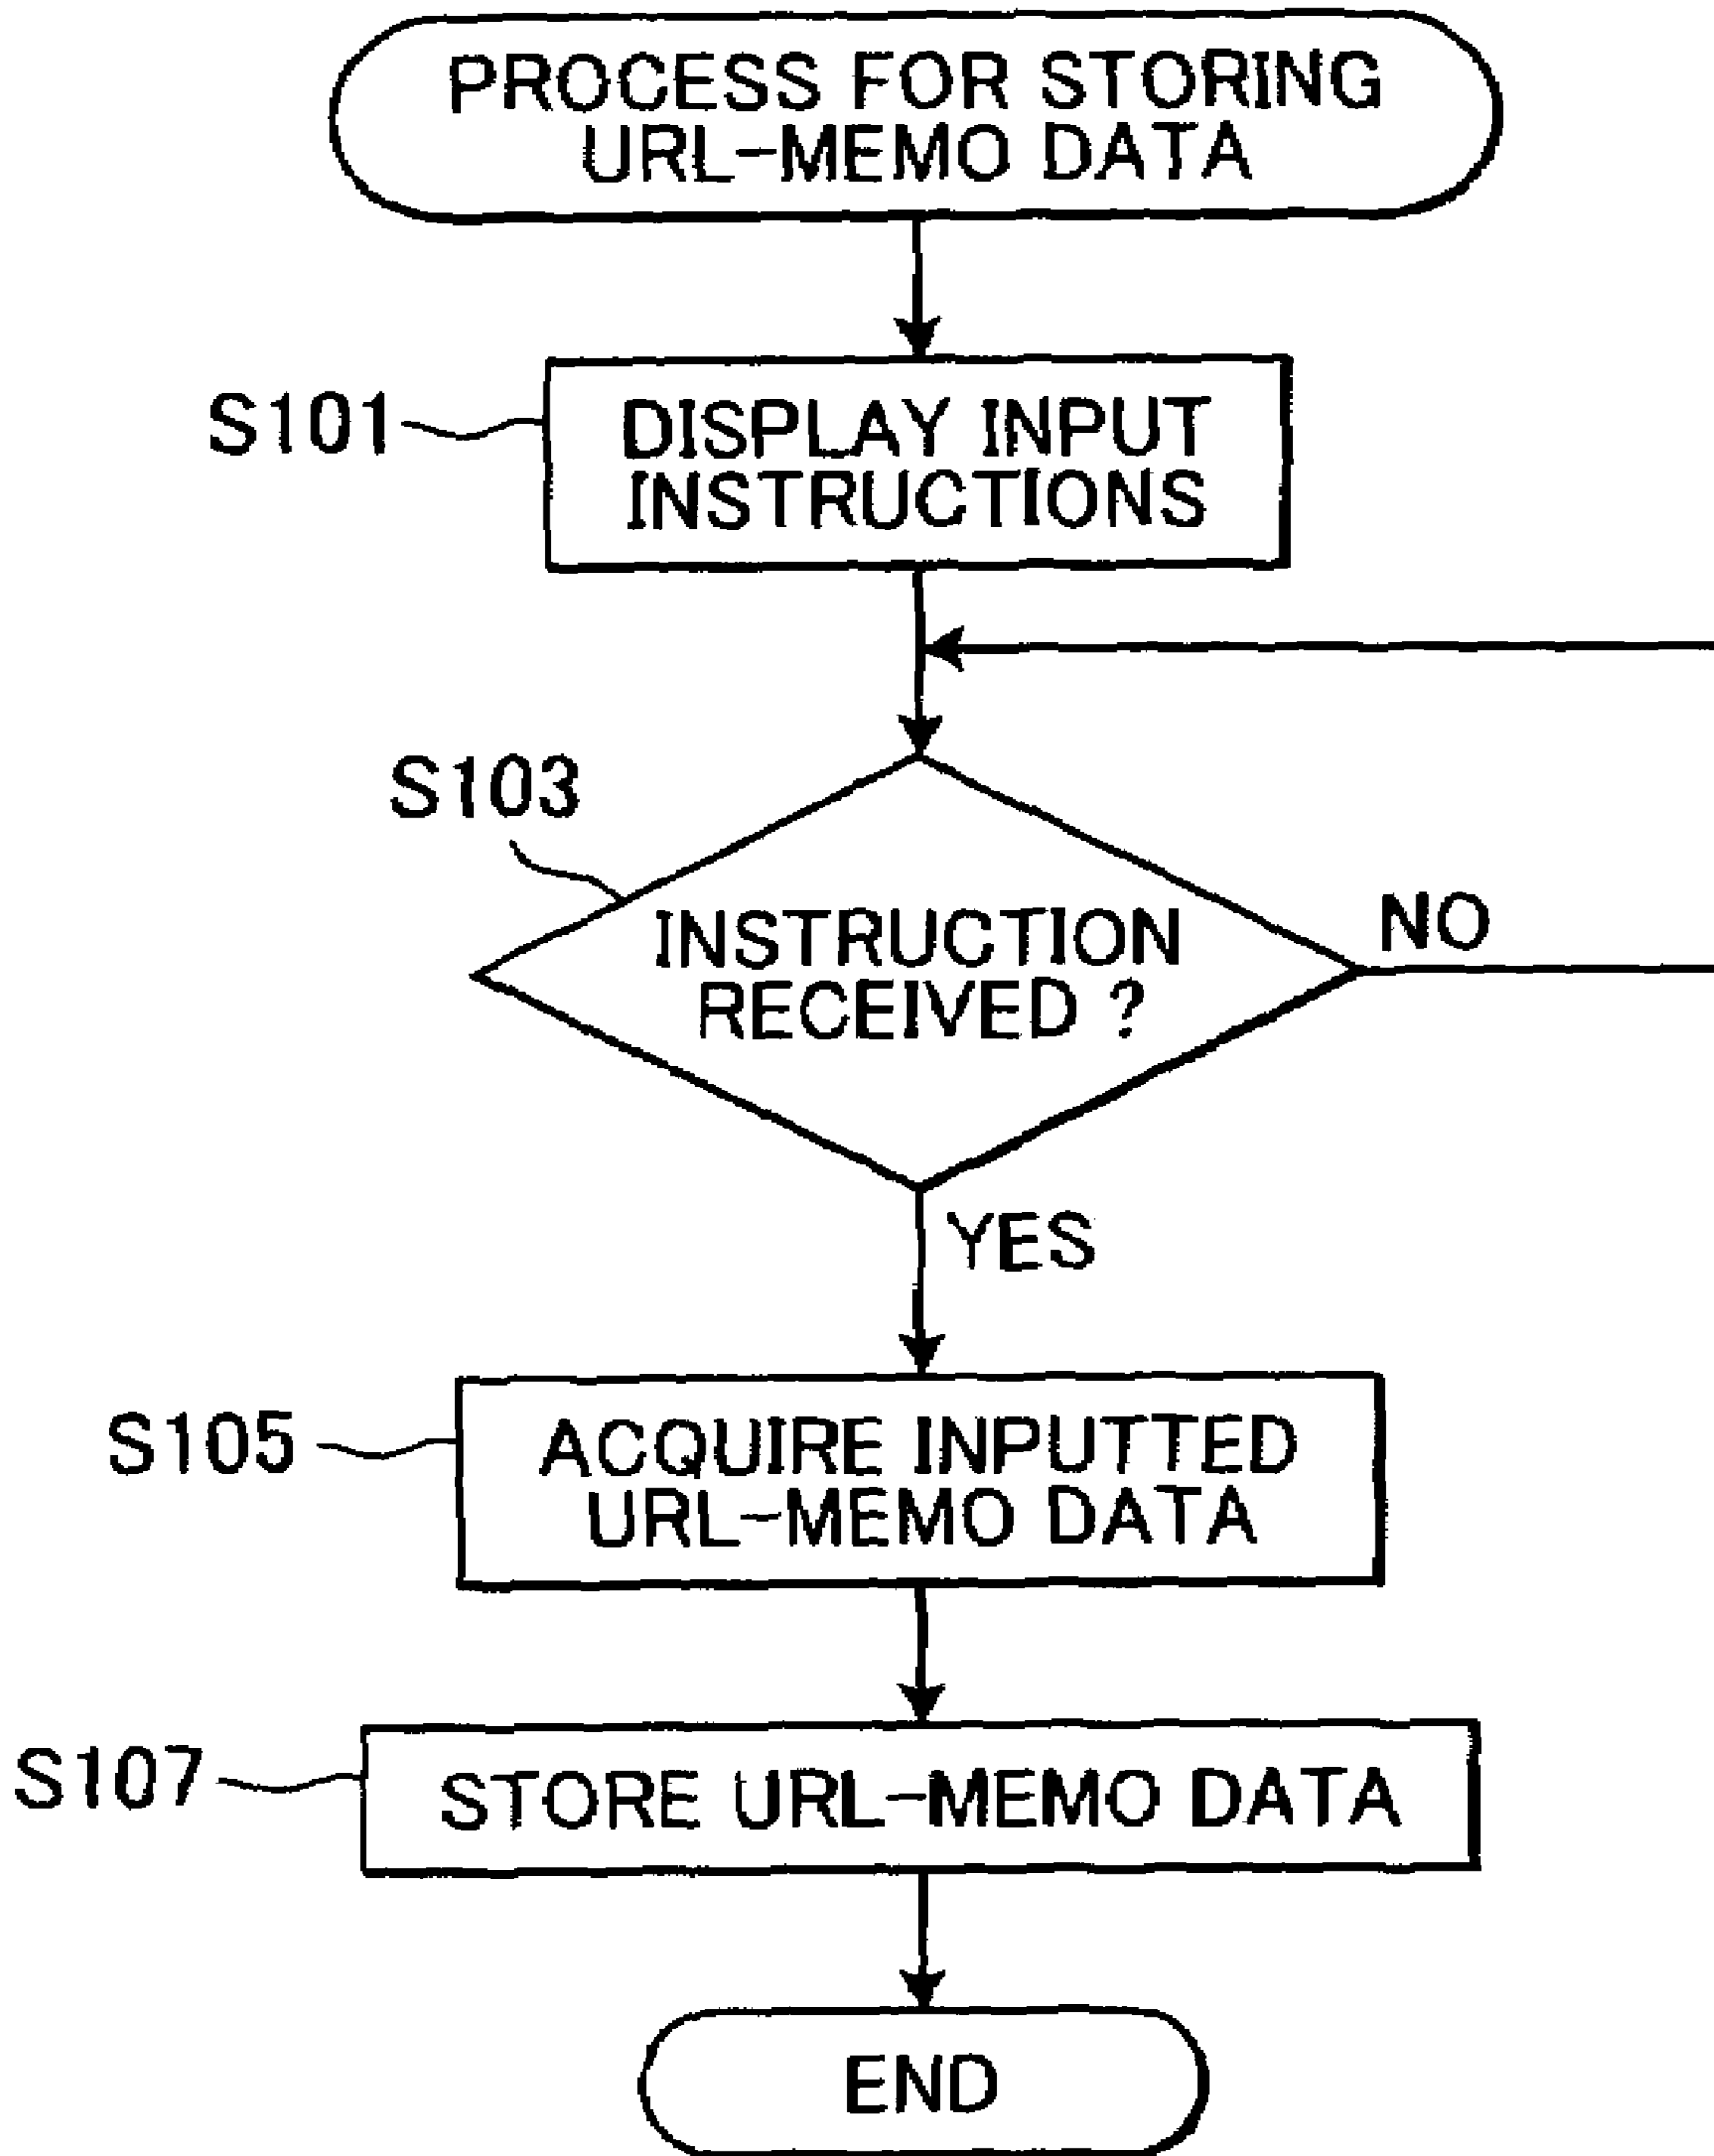 PROCESS FOR STORING
URL-MEMO DATA
S101
DISPLAY INPUT
INSTRUCTIONS
S103
INSTRUCTION
RECEIVED ?
NO
YES
S105
ACQUIRE INPUTTED
URL-MEMO DATA
S107
STORE URL-MEMO DATA
END